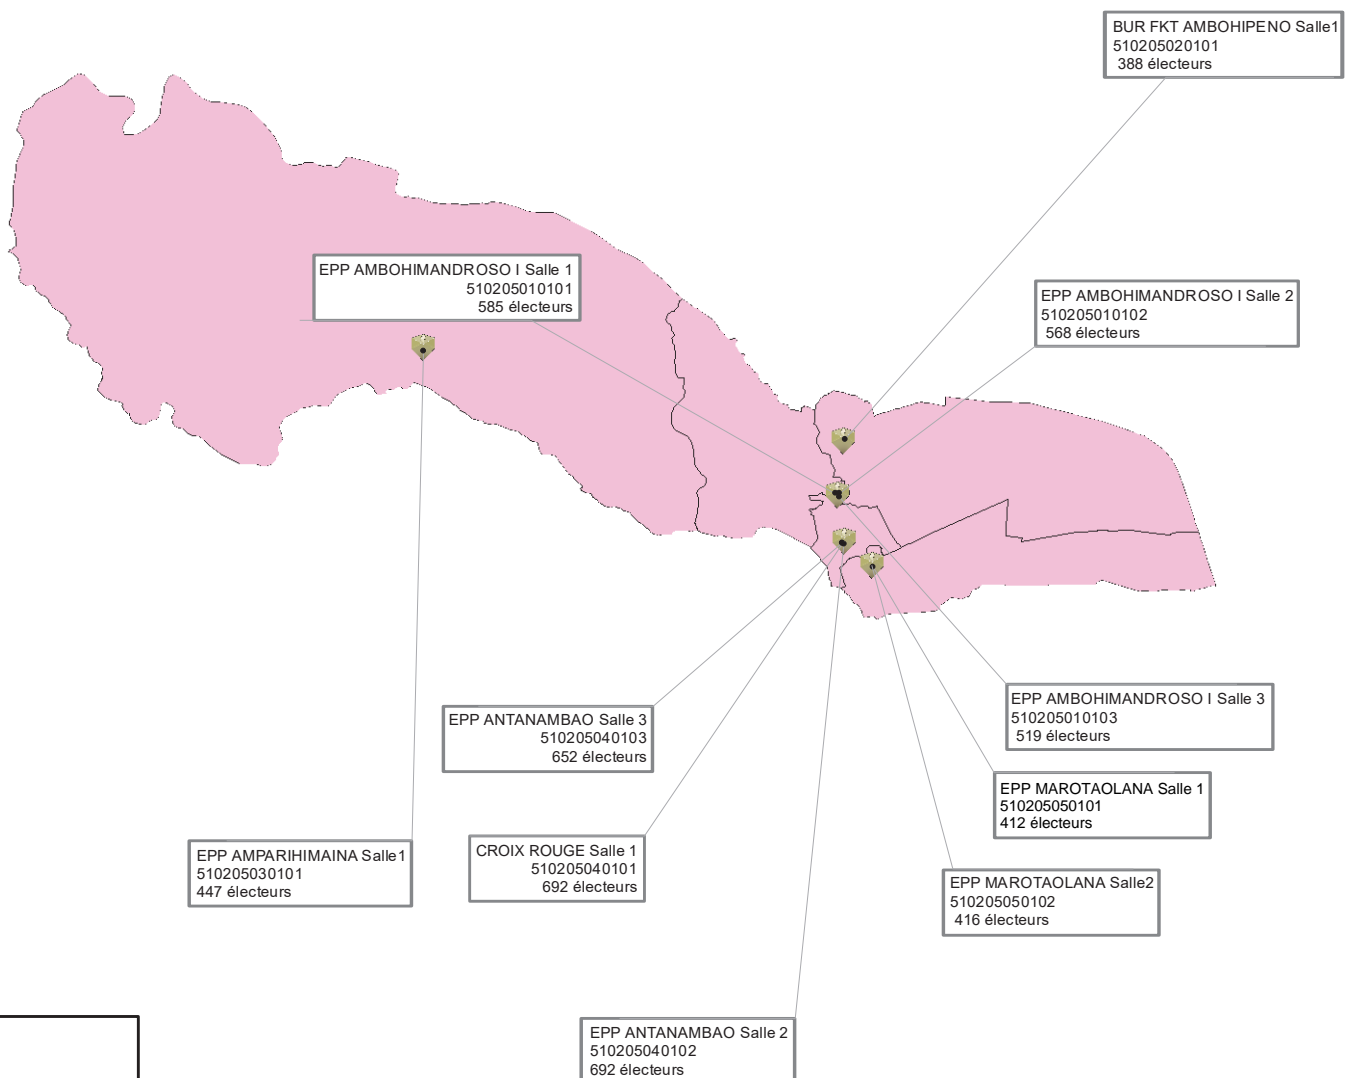 BUR FKT AMBOHIPENO Salle1
510205020101
388 électeurs
EPP AMBOHIMANDROSO I Salle 1
510205010101
585 électeurs
EPP AMBOHIMANDROSO I Salle 2
510205010102
568 électeurs
EPP AMBOHIMANDROSO I Salle 3
510205010103
519 électeurs
EPP ANTANAMBAO Salle 3
510205040103
652 électeurs
EPP MAROTAOLANA Salle 1
510205050101
412 électeurs
CROIX ROUGE Salle 1
510205040101
692 électeurs
EPP AMPARIHIMAINA Salle1
510205030101
447 électeurs
EPP MAROTAOLANA Salle2
510205050102
416 électeurs
EPP ANTANAMBAO Salle 2
510205040102
692 électeurs